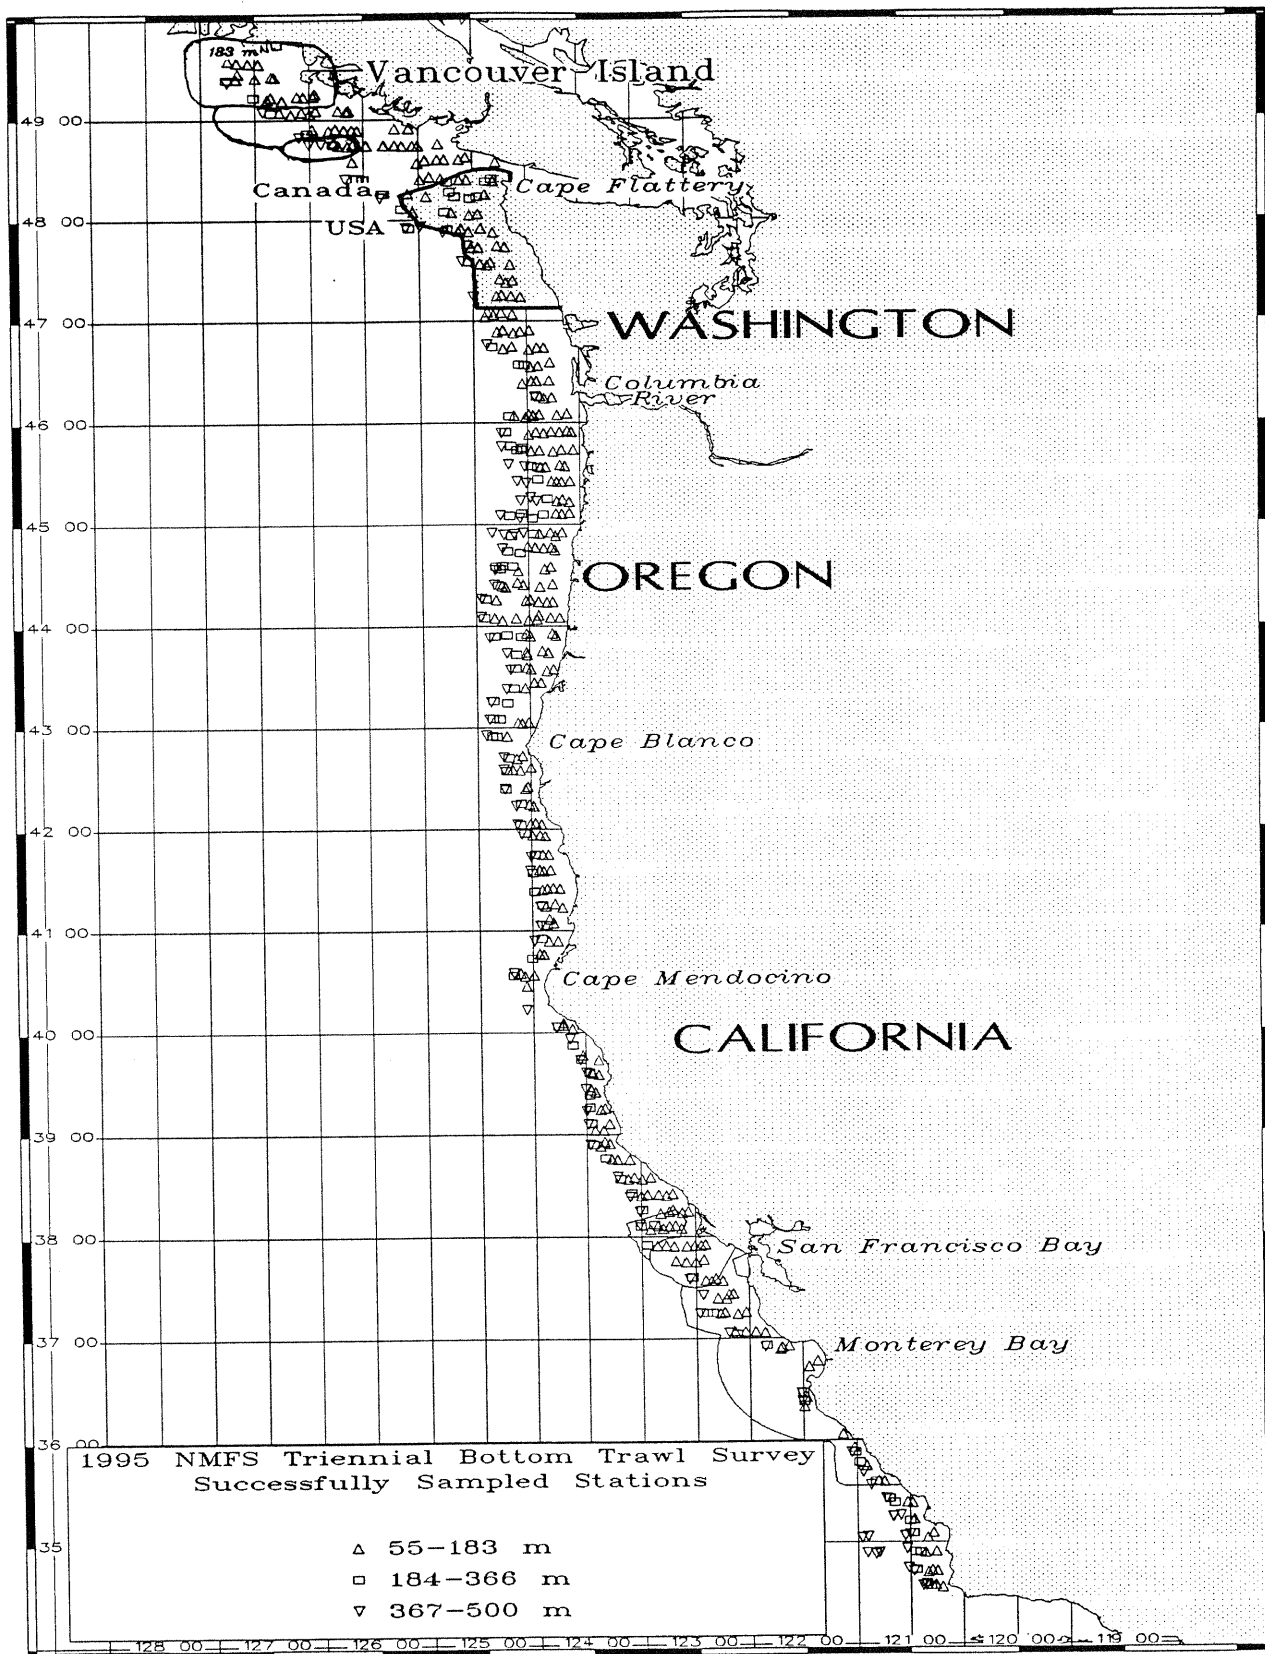 183 m
Vancouver Island
49 00
Canada
Cape Flattery
48 00
USA
47 00
WASHINGTON
Columbia
River
46 00
45 00
OREGON
44 00
43 00
Cape Blanco
42 00
41 00
Cape Mendocino
40 00
CALIFORNIA
39 00
38 00
San Francisco Bay
37 00
Monterey Bay
36 00
1995 NMFS Triennial Bottom Trawl Survey
Successfully Sampled Stations
35
△ 55-183 m
□ 184-366 m
▽ 367-500 m
128 00 127 00 126 00 125 00 124 00 123 00 122 00 121 00 120 00 119 00